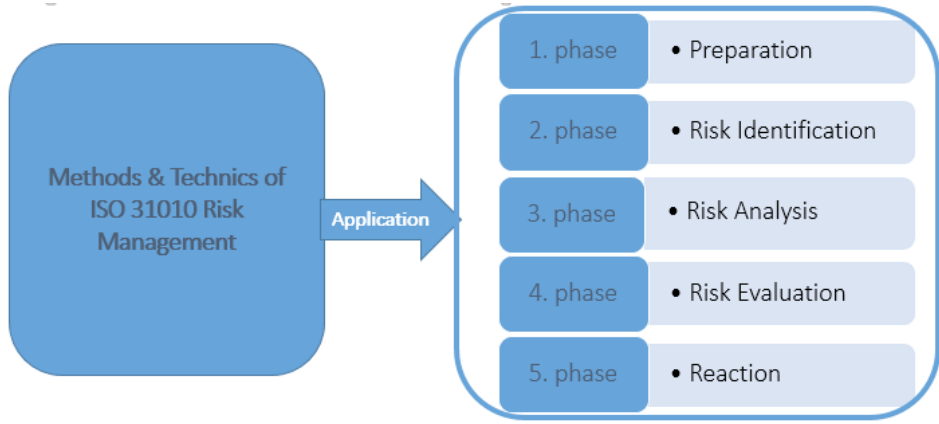 Methods & Technics of
ISO 31010 Risk
Management
Application
1. phase
• Preparation
2. phase
• Risk Identification
3. phase
• Risk Analysis
4. phase
• Risk Evaluation
5. phase
• Reaction